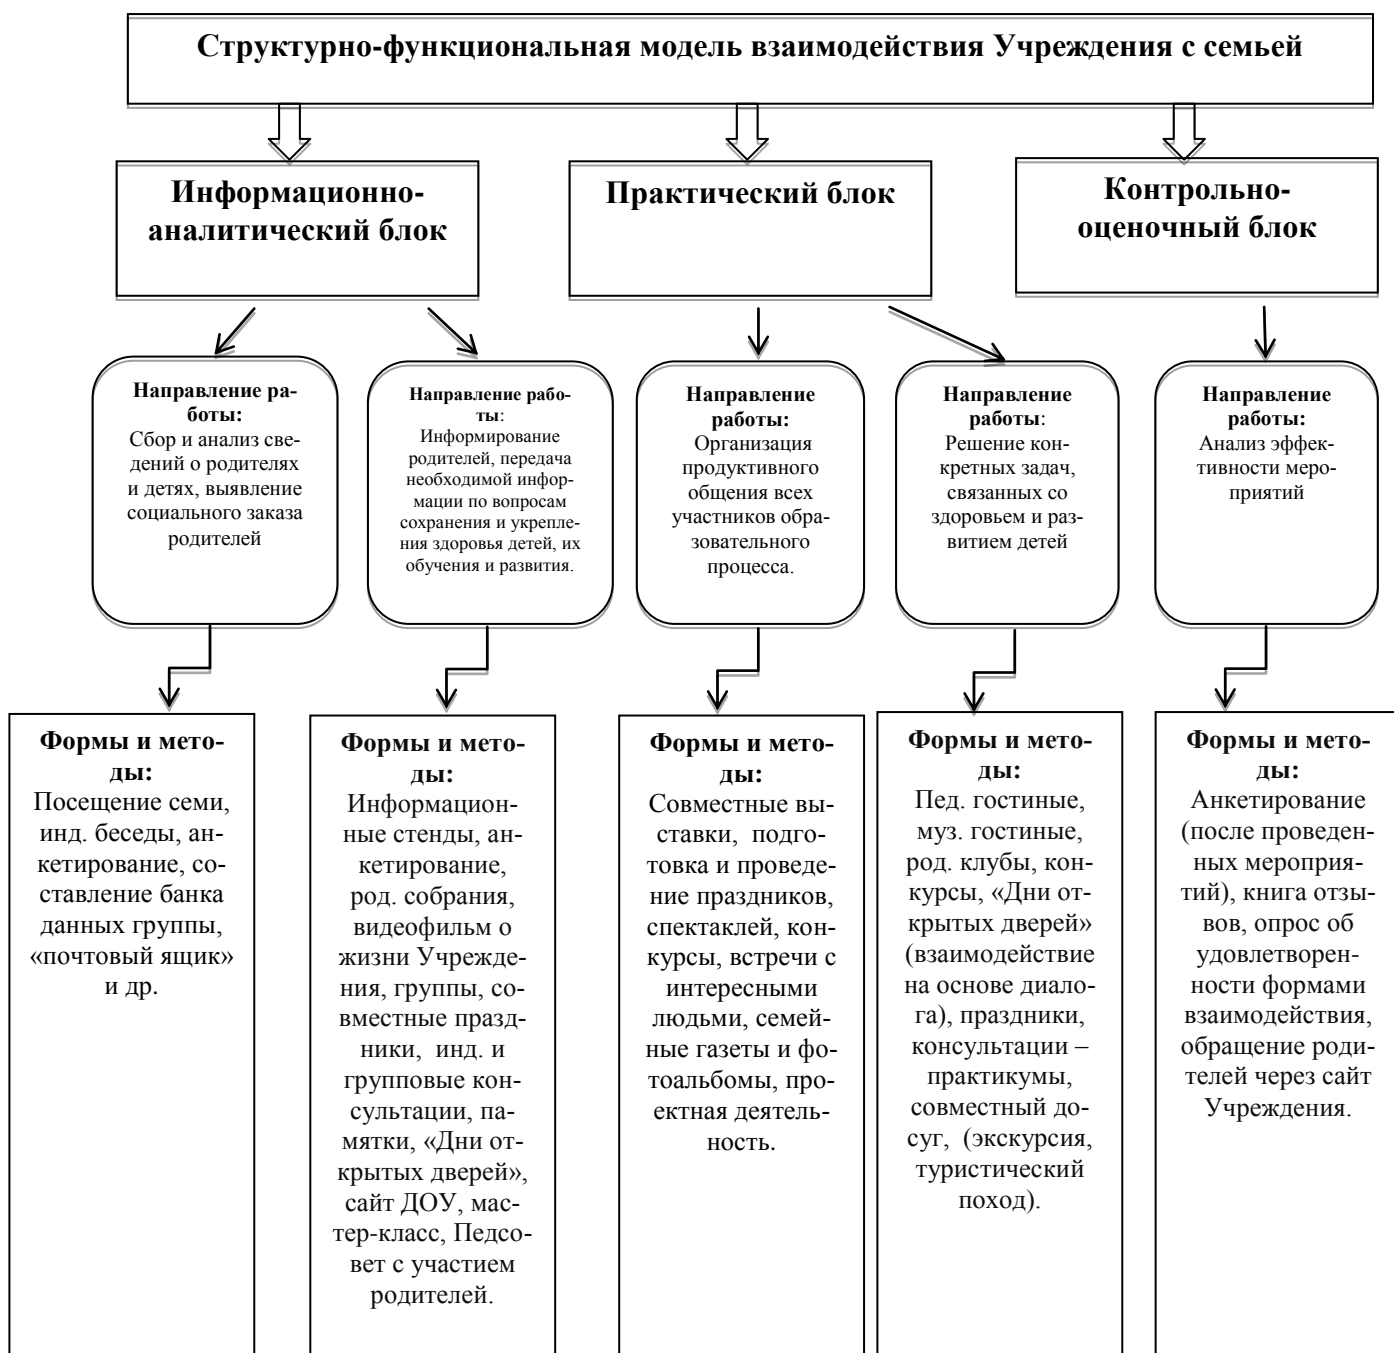 Структурно-функциональная модель взаимодействия Учреждения с семьей
Информационно-
аналитический блок
Практический блок
Контрольно-
оценочный блок
Направление ра-
боты:
Сбор и анализ све-
дений о родителях
и детях, выявление
социального заказа
родителей
Направление рабо-
ты:
Информирование
родителей, передача
необходимой инфор-
мации по вопросам
сохранения и укрепле-
ния здоровья детей, их
обучения и развития.
Направление
работы:
Организация
продуктивного
общения всех
участников обра-
зовательного
процесса.
Направление
работы:
Решение кон-
кретных задач,
связанных со
здоровьем и раз-
витием детей
Направление
работы:
Анализ эффек-
тивности меро-
приятий
Формы и мето-
ды:
Посещение семи,
инд. беседы, ан-
кетирование, со-
ставление банка
данных группы,
«почтовый ящик»
и др.
Формы и мето-
ды:
Информацион-
ные стенды, ан-
кетирование,
род. собрания,
видеофильм о
жизни Учрежде-
ния, группы, со-
вместные празд-
ники, инд. и
групповые кон-
сультации, па-
мятки, «Дни от-
крытых дверей»,
сайт ДОУ, мас-
тер-класс, Педсо-
вет с участием
родителей.
Формы и мето-
ды:
Совместные вы-
ставки, подго-
товка и проведе-
ние праздников,
спектаклей, кон-
курсы, встречи с
интересными
людьми, семей-
ные газеты и фо-
тоальбомы, про-
ектная деятель-
ность.
Формы и мето-
ды:
Пед. гостиные,
муз. гостиные,
род. клубы, кон-
курсы, «Дни от-
крытых дверей»
(взаимодействие
на основе диало-
га), праздники,
консультации –
практикумы,
совместный до-
суг, (экскурсия,
туристический
поход).
Формы и мето-
ды:
Анкетирование
(после проведен-
ных мероприя-
тий), книга отзы-
вов, опрос об
удовлетворен-
ности формами
взаимодействия,
обращение роди-
телей через сайт
Учреждения.